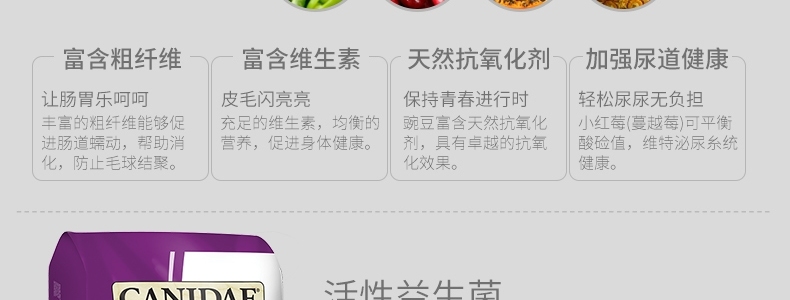 富含粗纤维
让肠胃乐呵呵
丰富的粗纤维能够促
进肠道蠕动，帮助消
化，防止毛球结聚。
富含维生素
皮毛闪亮亮
充足的维生素，均衡的
营养，促进身体健康。
天然抗氧化剂
保持青春进行时
豌豆富含天然抗氧化
剂，具有卓越的抗氧
化效果。
加强尿道健康
轻松尿尿无负担
小红莓(蔓越莓)可平衡
酸硷值，维特泌尿系统
健康。
CANIDAE
活性益生菌